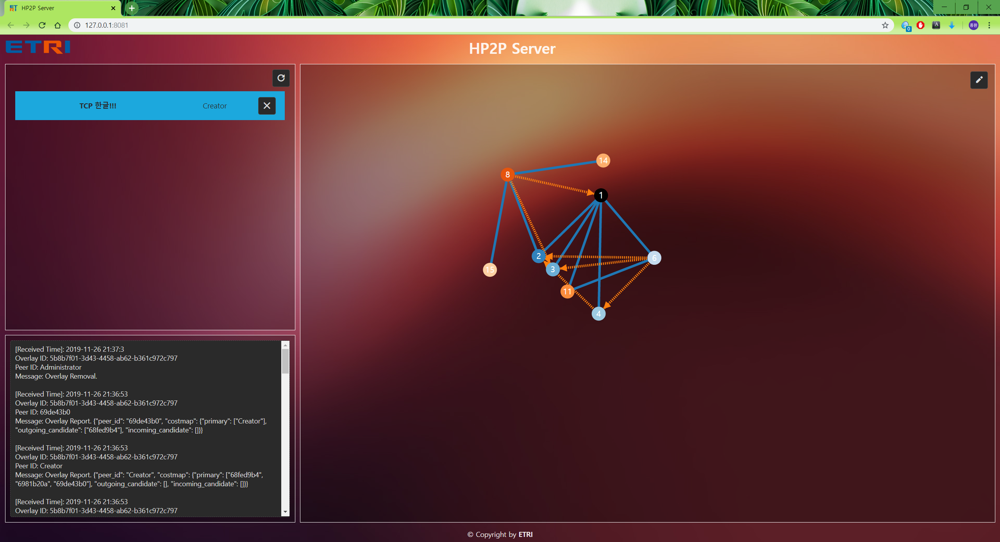 HP2P Server
127.0.0.1:8081
0
A
종환
ETRI
HP2P Server
TCP 한글!!! Creator
14
8
1
2
6
3
15
11
4
[Received Time]: 2019-11-26 21:37:3
Overlay ID: 5b8b7f01-3d43-4458-ab62-b361c972c797
Peer ID: Administrator
Message: Overlay Removal.
[Received Time]: 2019-11-26 21:36:53
Overlay ID: 5b8b7f01-3d43-4458-ab62-b361c972c797
Peer ID: 69de43b0
Message: Overlay Report. {"peer_id": "69de43b0", "costmap": {"primary": ["Creator"],
"outgoing_candidate": ["68fed9b4"], "incoming_candidate": []}}
[Received Time]: 2019-11-26 21:36:53
Overlay ID: 5b8b7f01-3d43-4458-ab62-b361c972c797
Peer ID: Creator
Message: Overlay Report. {"peer_id": "Creator", "costmap": {"primary": ["68fed9b4",
"6981b20a", "69de43b0"], "outgoing_candidate": [], "incoming_candidate": []}}
[Received Time]: 2019-11-26 21:36:53
Overlay ID: 5b8b7f01-3d43-4458-ab62-b361c972c797
© Copyright by ETRI